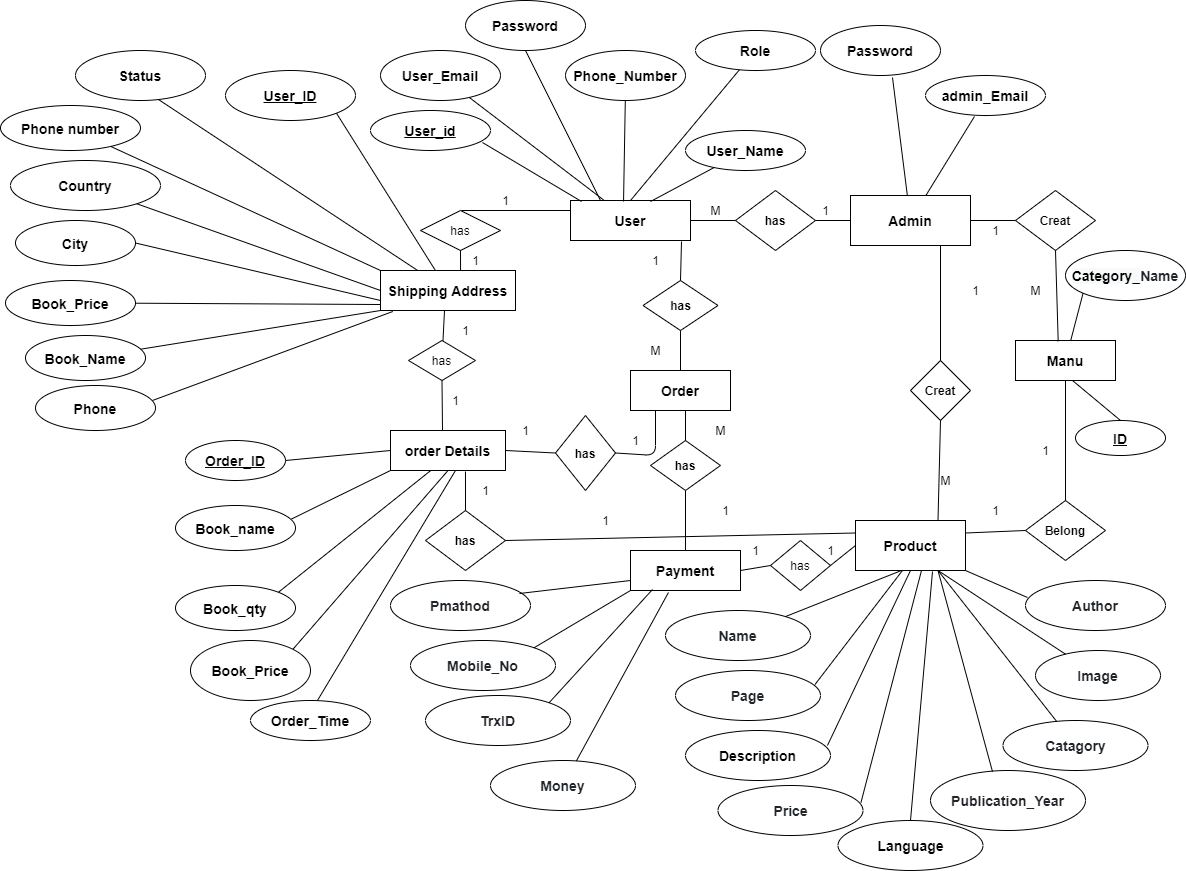 Password
Role
Password
Status
User_Email
Phone_Number
User_ID
admin_Email
Phone number
User_id
User_Name
Country
1
User
M
has
1
Admin
Creat
1
has
City
1
1
Category_Name
Shipping Address
1
M
Book_Price
has
1
Book_Name
has
M
Manu
Order
Creat
Phone
1
1
1
M
ID
order Details
has
has
1
Order_ID
M
1
1
1
1
Book_name
has
Belong
Product
1
1
has
Payment
Pmathod
Author
Book_qty
Name
Mobile_No
Book_Price
Image
Page
Order_Time
TrxID
Catagory
Description
Money
Publication_Year
Price
Language